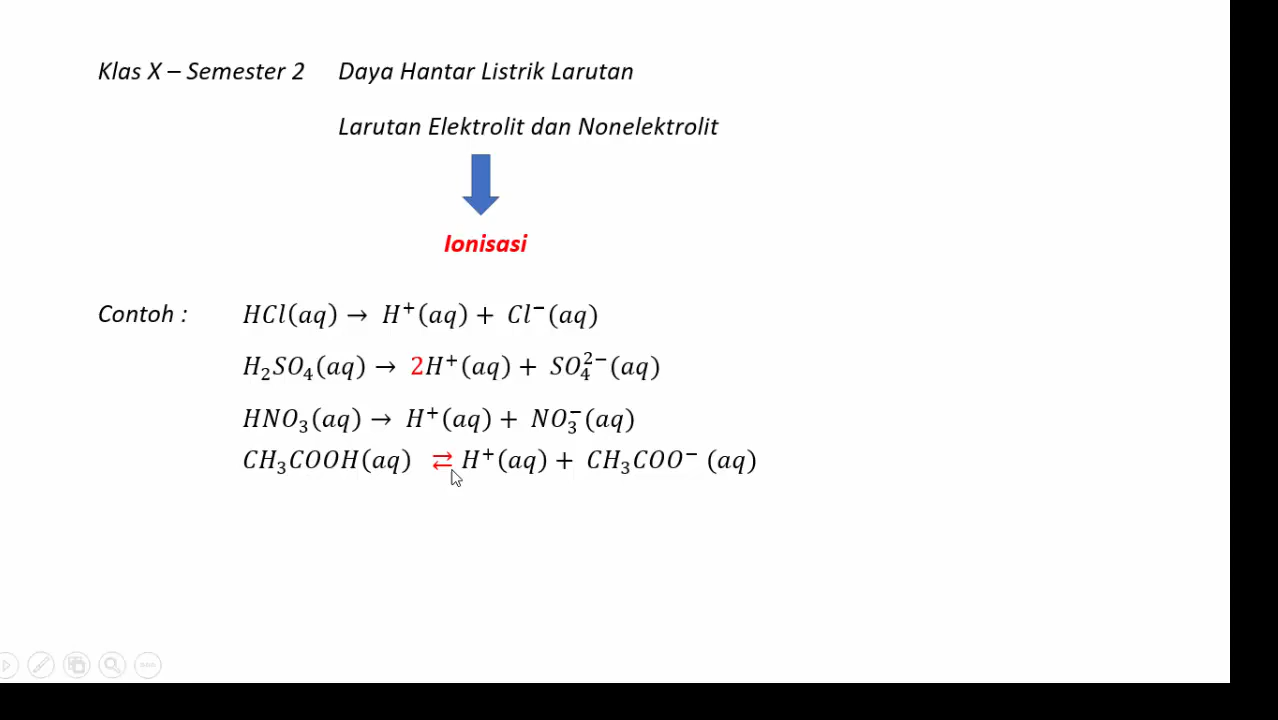 Klas X – Semester 2 Daya Hantar Listrik Larutan
Larutan Elektrolit dan Nonelektrolit
Ionisasi
Contoh : HCl(aq) → H⁺(aq) + Cl⁻(aq)
H₂SO₄(aq) → 2H⁺(aq) + SO₄²⁻(aq)
HNO₃(aq) → H⁺(aq) + NO₃⁻(aq)
CH₃COOH(aq) ⇄ H⁺(aq) + CH₃COO⁻ (aq)